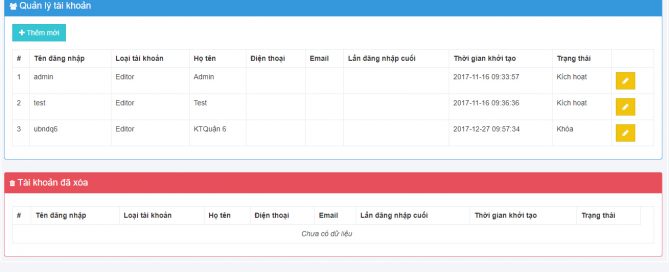 Quản lý tài khoản
Thêm mới
# Tên đăng nhập Loại tài khoản Họ tên Điện thoại Email Lần đăng nhập cuối Thời gian khởi tạo Trạng thái
1 admin Editor Admin 2017-11-16 09:33:57 Kích hoạt
2 test Editor Test 2017-11-16 09:36:36 Kích hoạt
3 ubndq6 Editor KTQuận 6 2017-12-27 09:57:34 Khóa
Tài khoản đã xóa
# Tên đăng nhập Loại tài khoản Họ tên Điện thoại Email Lần đăng nhập cuối Thời gian khởi tạo Trạng thái
Chưa có dữ liệu